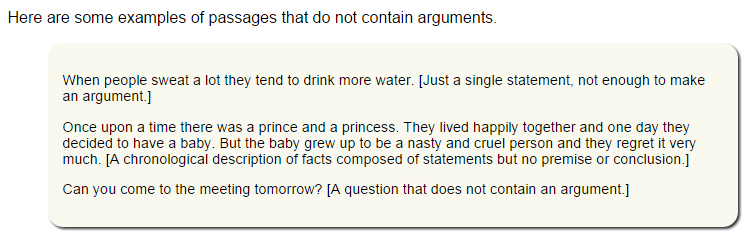 Here are some examples of passages that do not contain arguments.
When people sweat a lot they tend to drink more water. [Just a single statement, not enough to make
an argument.]
Once upon a time there was a prince and a princess. They lived happily together and one day they
decided to have a baby. But the baby grew up to be a nasty and cruel person and they regret it very
much. [A chronological description of facts composed of statements but no premise or conclusion.]
Can you come to the meeting tomorrow? [A question that does not contain an argument.]